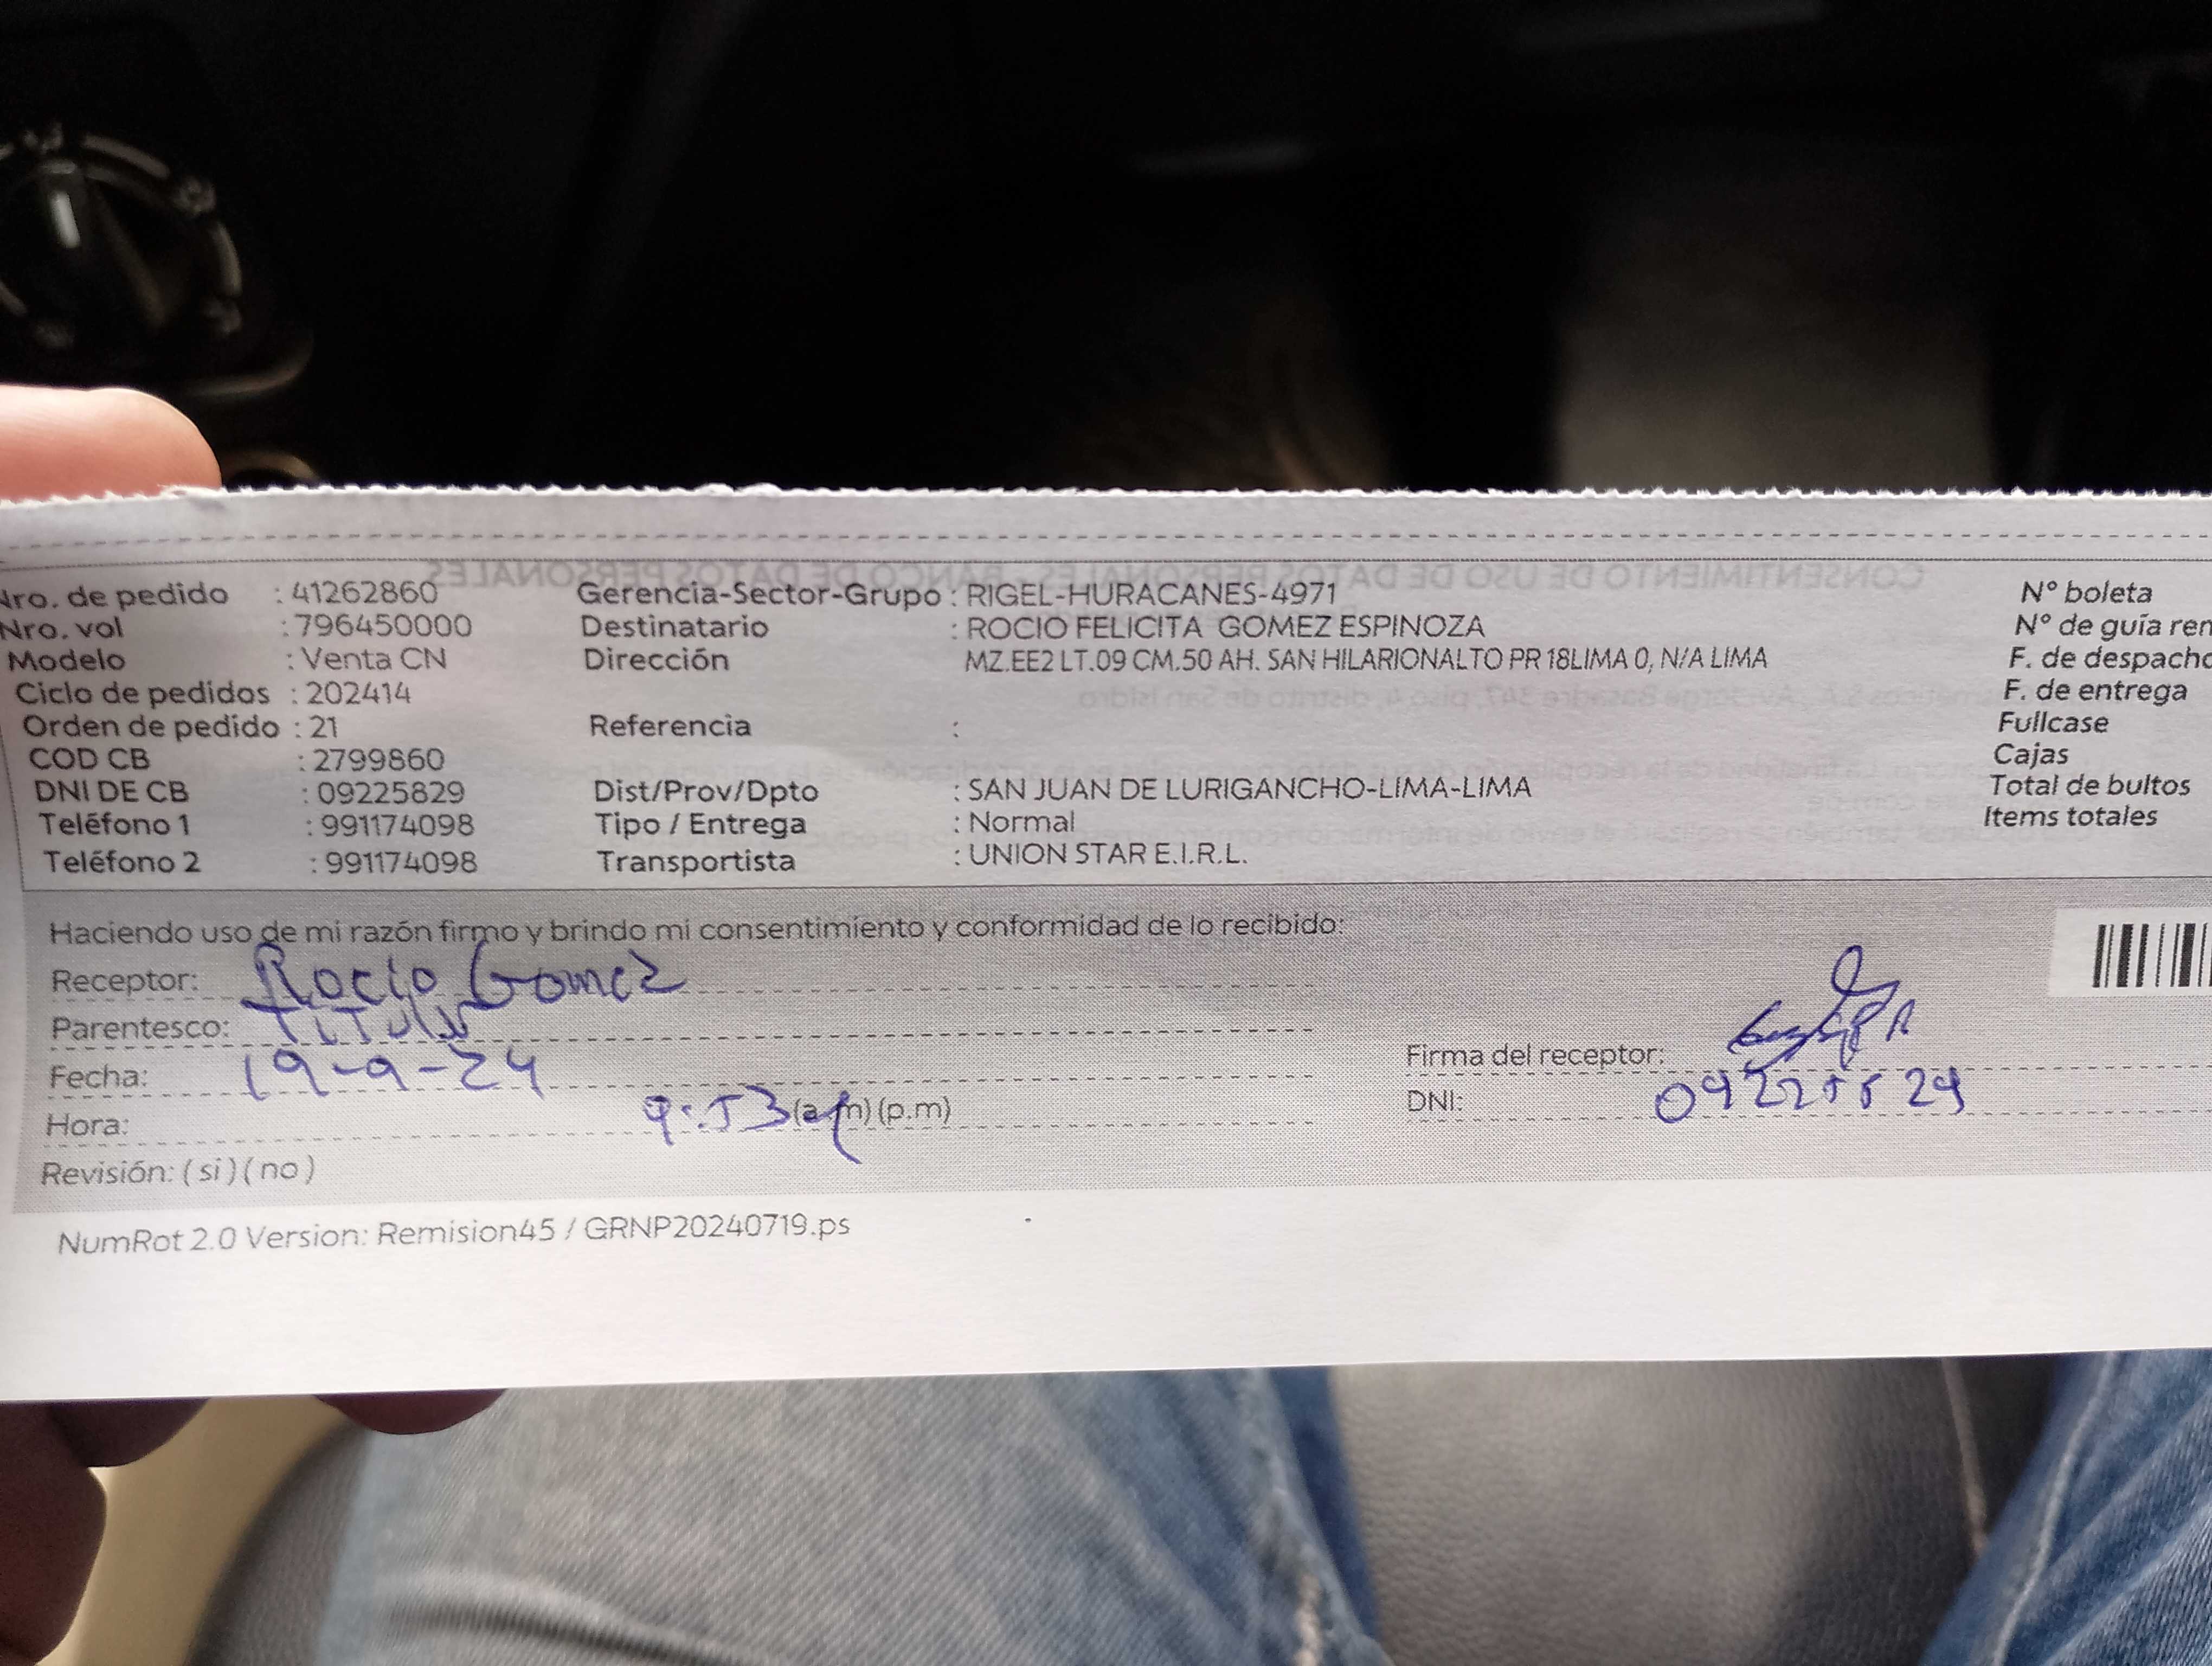 Nro. de pedido : 41262860 Gerencia-Sector-Grupo : RIGEL-HURACANES-4971 N° boleta
Nro. vol : 796450000 Destinatario : ROCIO FELICITA GOMEZ ESPINOZA N° de guía rem
Modelo : Venta CN Dirección MZ.EE2 LT.09 CM.50 AH. SAN HILARIONALTO PR 18LIMA 0, N/A LIMA F. de despacho
Ciclo de pedidos : 202414 F. de entrega
Orden de pedido : 21 Referencia : Fullcase
COD CB : 2799860 Cajas
DNI DE CB : 09225829 Dist/Prov/Dpto : SAN JUAN DE LURIGANCHO-LIMA-LIMA Total de bultos
Teléfono 1 : 991174098 Tipo / Entrega : Normal Items totales
Teléfono 2 : 991174098 Transportista : UNION STAR E.I.R.L.
Haciendo uso de mi razón firmo y brindo mi consentimiento y conformidad de lo recibido:
Receptor: Rocio Gomez
Parentesco: Titular
Fecha: 19-9-24
Firma del receptor:
Hora: 9:53 (a.m) (p.m)
DNI: 09225829
Revisión: (si) (no)
NumRot 2.0 Version: Remision45 / GRNP20240719.ps